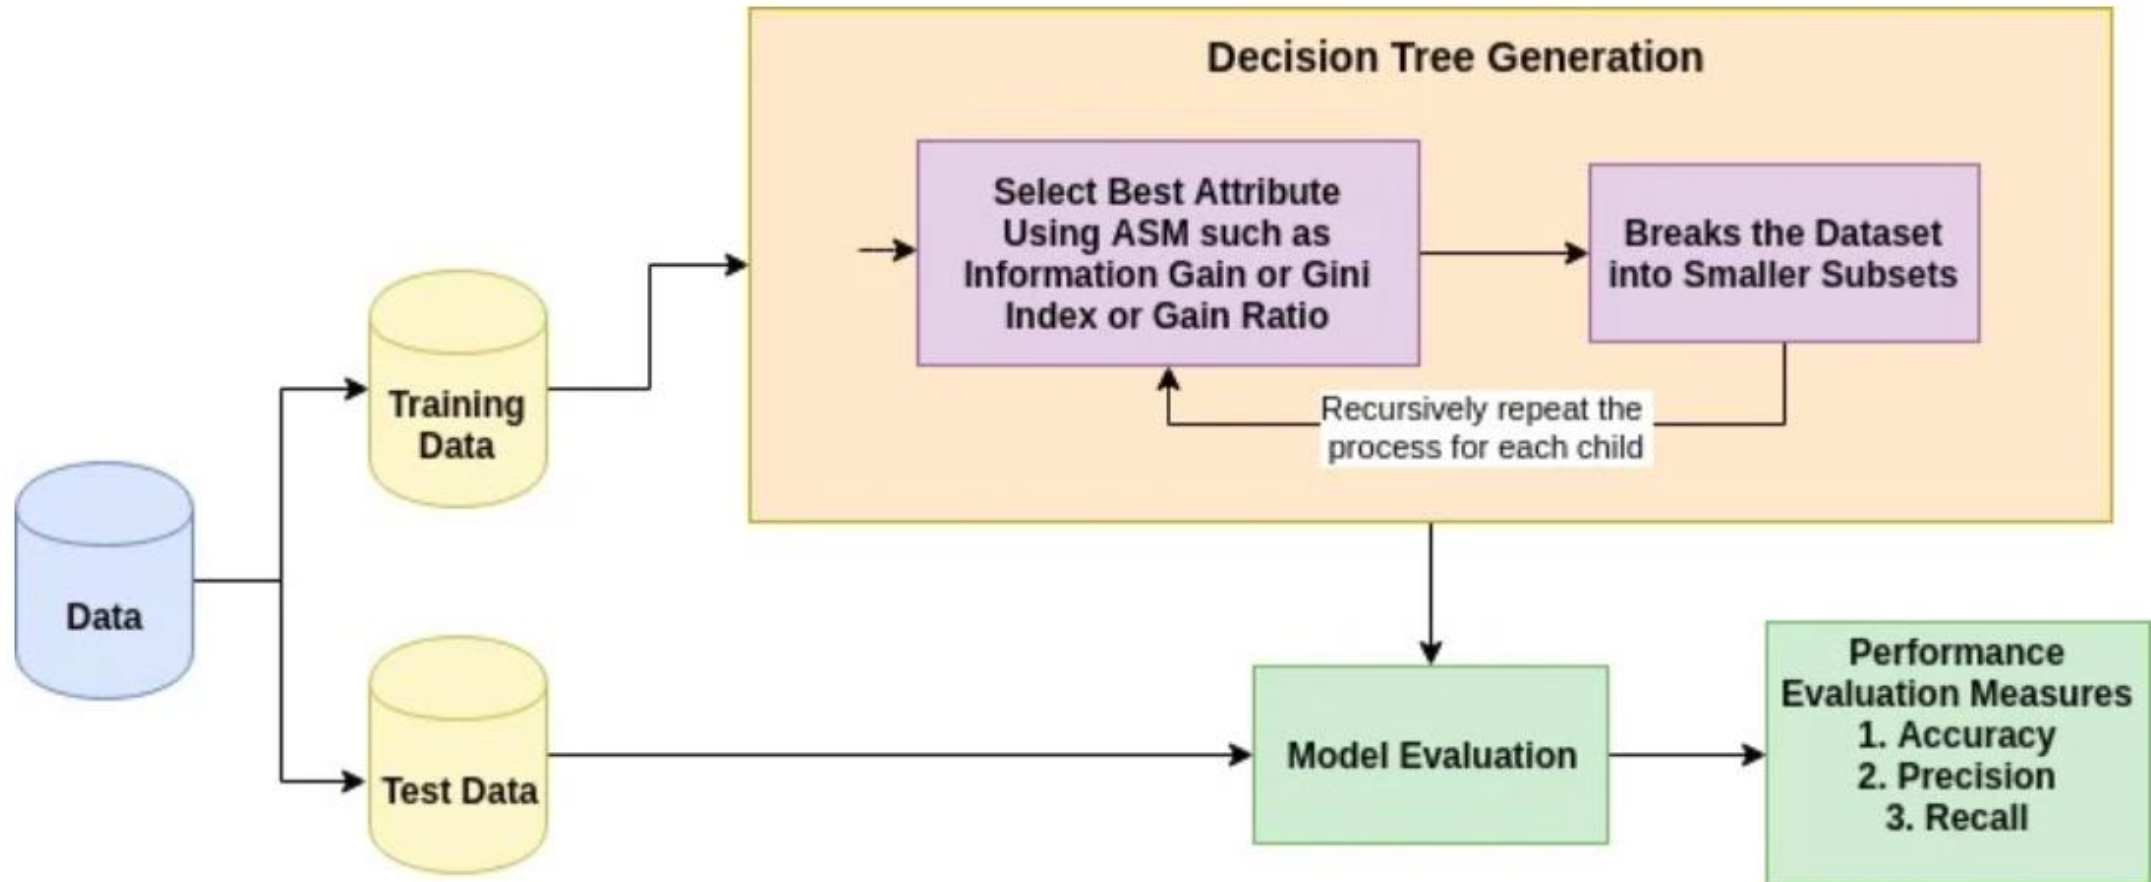 Decision Tree Generation
Select Best Attribute
Using ASM such as
Information Gain or Gini
Index or Gain Ratio
Breaks the Dataset
into Smaller Subsets
Recursively repeat the
process for each child
Training
Data
Data
Test Data
Model Evaluation
Performance
Evaluation Measures
1. Accuracy
2. Precision
3. Recall